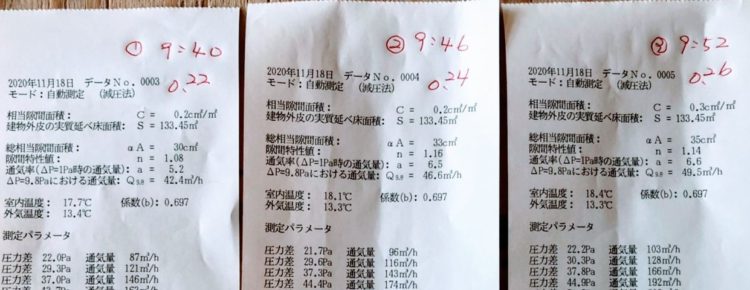 ① 9:40
0.22
2020年11月18日 データNo. 0003
モード：自動測定 （減圧法）
相当隙間面積： C = 0.2c㎡/㎡
建物外皮の実質延べ床面積： S = 133.45㎡
総相当隙間面積： αA = 30c㎡
隙間特性値： n = 1.08
通気率(ΔP=1Pa時の通気量)： a = 5.2
ΔP=9.8Paにおける通気量： Q9.8 = 42.4㎥/h
室内温度： 17.7℃ 係数(b)：0.697
外気温度： 13.4℃
測定パラメータ
圧力差 22.0Pa 通気量 87㎥/h
圧力差 29.3Pa 通気量 121㎥/h
圧力差 37.0Pa 通気量 146㎥/h
② 9:46
0.24
2020年11月18日 データNo. 0004
モード：自動測定 （減圧法）
相当隙間面積： C = 0.2c㎡/㎡
建物外皮の実質延べ床面積： S = 133.45㎡
総相当隙間面積： αA = 33c㎡
隙間特性値： n = 1.16
通気率(ΔP=1Pa時の通気量)： a = 6.5
ΔP=9.8Paにおける通気量： Q9.8 = 46.6㎥/h
室内温度： 18.1℃ 係数(b)：0.697
外気温度： 13.3℃
測定パラメータ
圧力差 21.7Pa 通気量 96㎥/h
圧力差 29.6Pa 通気量 116㎥/h
圧力差 37.3Pa 通気量 143㎥/h
圧力差 44.4Pa 通気量 174㎥/h
9:52
0.26
2020年11月18日 データNo. 0005
モード：自動測定 （減圧法）
相当隙間面積： C = 0.3c㎡/㎡
建物外皮の実質延べ床面積： S = 133.45㎡
総相当隙間面積： αA = 35c㎡
隙間特性値： n = 1.14
通気率(ΔP=1Pa時の通気量)： a = 6.6
ΔP=9.8Paにおける通気量： Q9.8 = 49.5㎥/h
室内温度： 18.4℃ 係数(b)：0.697
外気温度： 13.3℃
測定パラメータ
圧力差 22.2Pa 通気量 103㎥/h
圧力差 30.3Pa 通気量 128㎥/h
圧力差 37.8Pa 通気量 166㎥/h
圧力差 44.9Pa 通気量 192㎥/h